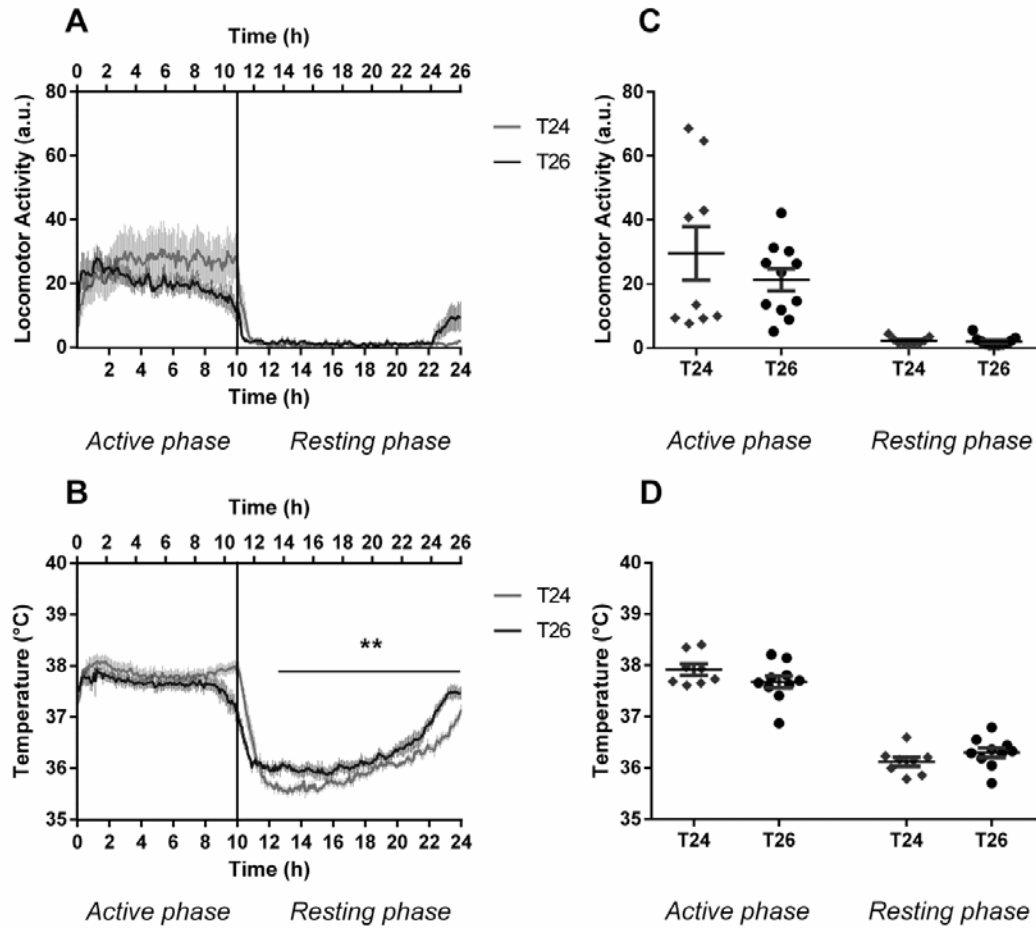 A
Time (h)
0 2 4 6 8 10 12 14 16 18 20 22 24 26
Locomotor Activity (a.u.)
80
60
40
20
0
0 2 4 6 8 10 12 14 16 18 20 22 24
Time (h)
Active phase Resting phase
T24
T26
C
Locomotor Activity (a.u.)
80
60
40
20
0
T24 T26 T24 T26
Active phase Resting phase
B
Time (h)
0 2 4 6 8 10 12 14 16 18 20 22 24 26
Temperature (°C)
40
39
38
37
36
35
**
0 2 4 6 8 10 12 14 16 18 20 22 24
Time (h)
Active phase Resting phase
T24
T26
D
Temperature (°C)
40
39
38
37
36
35
T24 T26 T24 T26
Active phase Resting phase